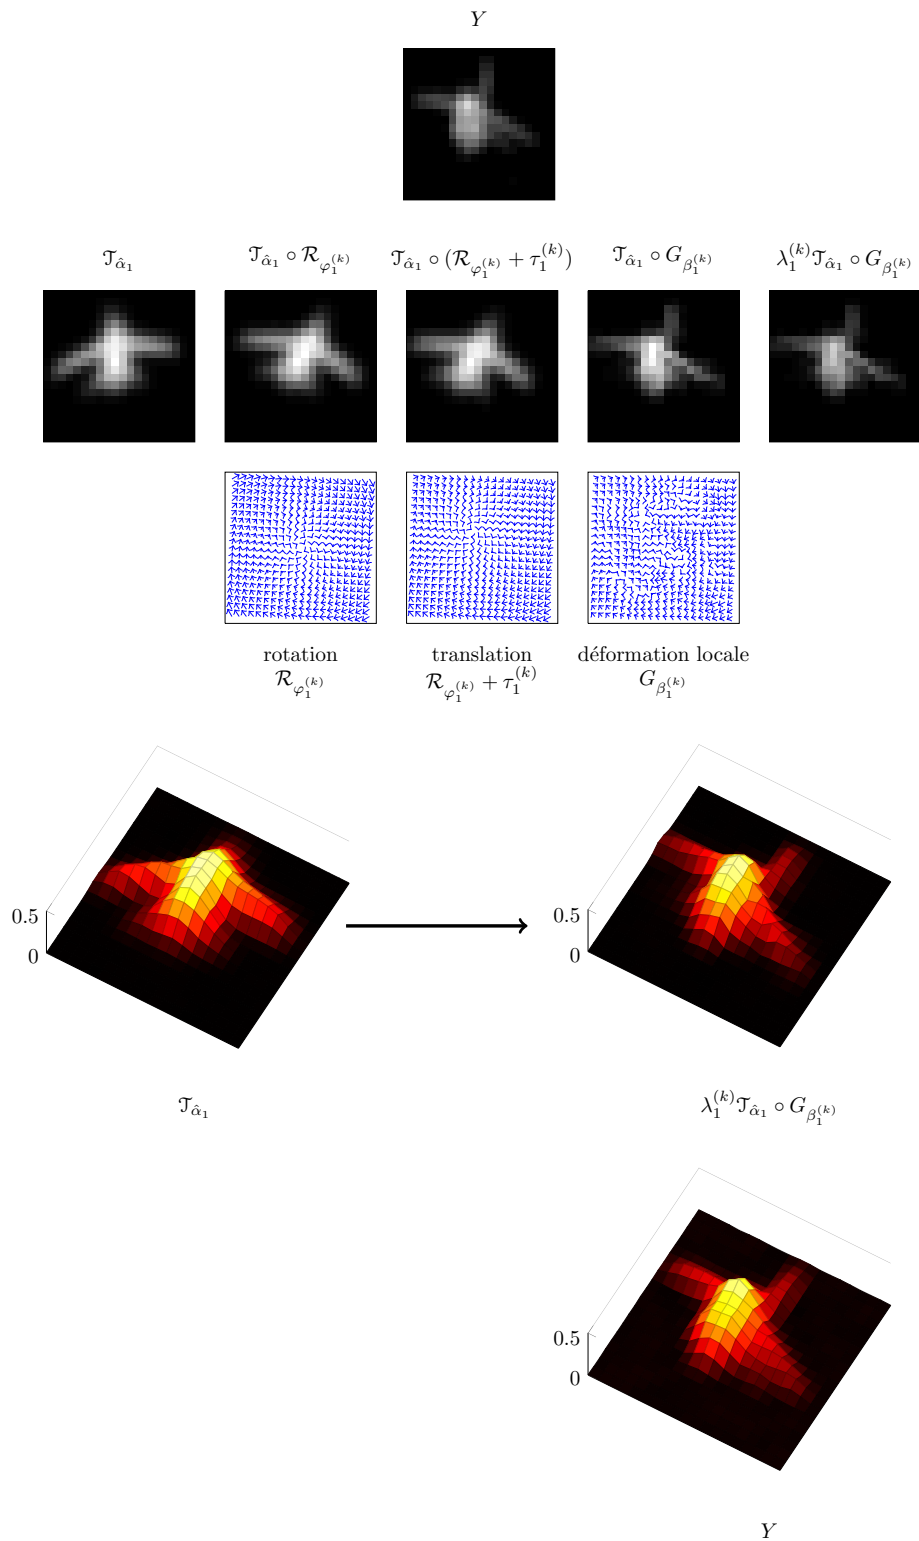 Y
𝒯_{α̂₁}
𝒯_{α̂₁} ∘ ℛ_{φ₁^{(k)}}
𝒯_{α̂₁} ∘ (ℛ_{φ₁^{(k)}} + τ₁^{(k)})
𝒯_{α̂₁} ∘ G_{β₁^{(k)}}
λ₁^{(k)} 𝒯_{α̂₁} ∘ G_{β₁^{(k)}}
rotation
ℛ_{φ₁^{(k)}}
translation
ℛ_{φ₁^{(k)}} + τ₁^{(k)}
déformation locale
G_{β₁^{(k)}}
0.5
0
0.5
0
𝒯_{α̂₁}
λ₁^{(k)} 𝒯_{α̂₁} ∘ G_{β₁^{(k)}}
0.5
0
Y